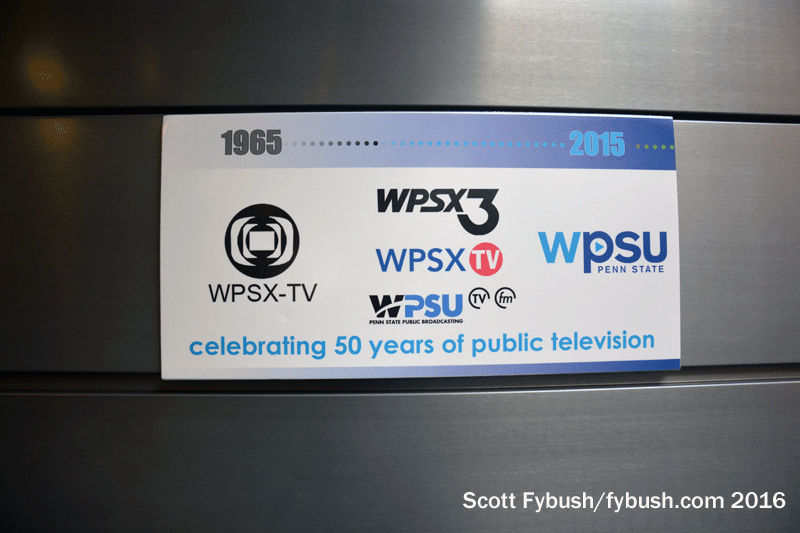 1965 2015
WPSX-TV
WPSX3
WPSX TV
WPSU TV fm
PENN STATE PUBLIC BROADCASTING
wpsu
PENN STATE
celebrating 50 years of public television
Scott Fybush/fybush.com 2016